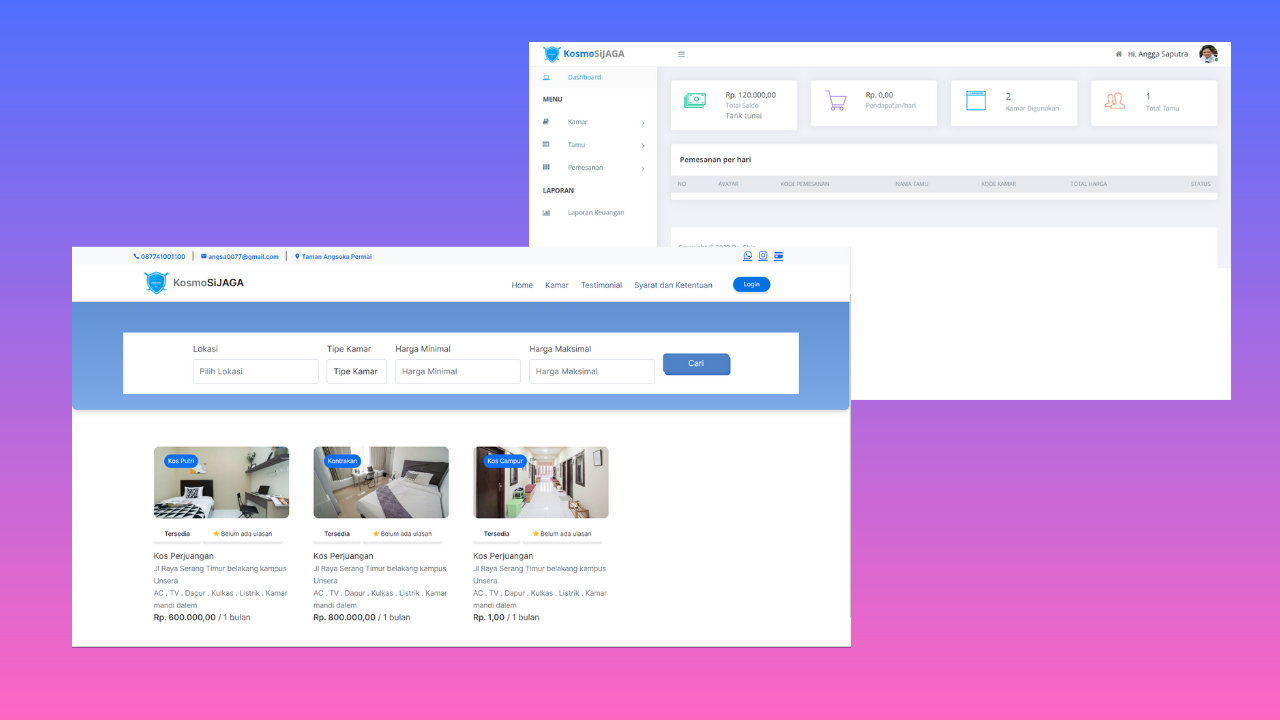 KosmoSiJAGA
Hi, Angga Saputra
Dashboard
MENU
Kamar
Tamu
Pemesanan
LAPORAN
Laporan Keuangan
Rp. 120.000,00
Total Saldo
Tarik tunai
Rp. 0,00
Pendapatan/hari
2
Kamar Digunakan
1
Total Tamu
Pemesanan per hari
NO AVATAR KODE PEMESANAN NAMA TAMU KODE KAMAR TOTAL HARGA STATUS
087741001100 angsa0077@gmail.com Taman Angsoka Permai
KosmoSiJAGA
Home Kamar Testimonial Syarat dan Ketentuan Login
Lokasi Tipe Kamar Harga Minimal Harga Maksimal
Pilih Lokasi Tipe Kamar Harga Minimal Harga Maksimal Cari
Kos Putri
Tersedia Belum ada ulasan
Kos Perjuangan
Jl Raya Serang Timur belakang kampus
Unsera
AC . TV . Dapur . Kulkas . Listrik . Kamar
mandi dalem
Rp. 600.000,00 / 1 bulan
Kontrakan
Tersedia Belum ada ulasan
Kos Perjuangan
Jl Raya Serang Timur belakang kampus
Unsera
AC . TV . Dapur . Kulkas . Listrik . Kamar
mandi dalem
Rp. 800.000,00 / 1 bulan
Kos Campur
Tersedia Belum ada ulasan
Kos Perjuangan
Jl Raya Serang Timur belakang kampus
Unsera
AC . TV . Dapur . Kulkas . Listrik . Kamar
mandi dalem
Rp. 1,00 / 1 bulan